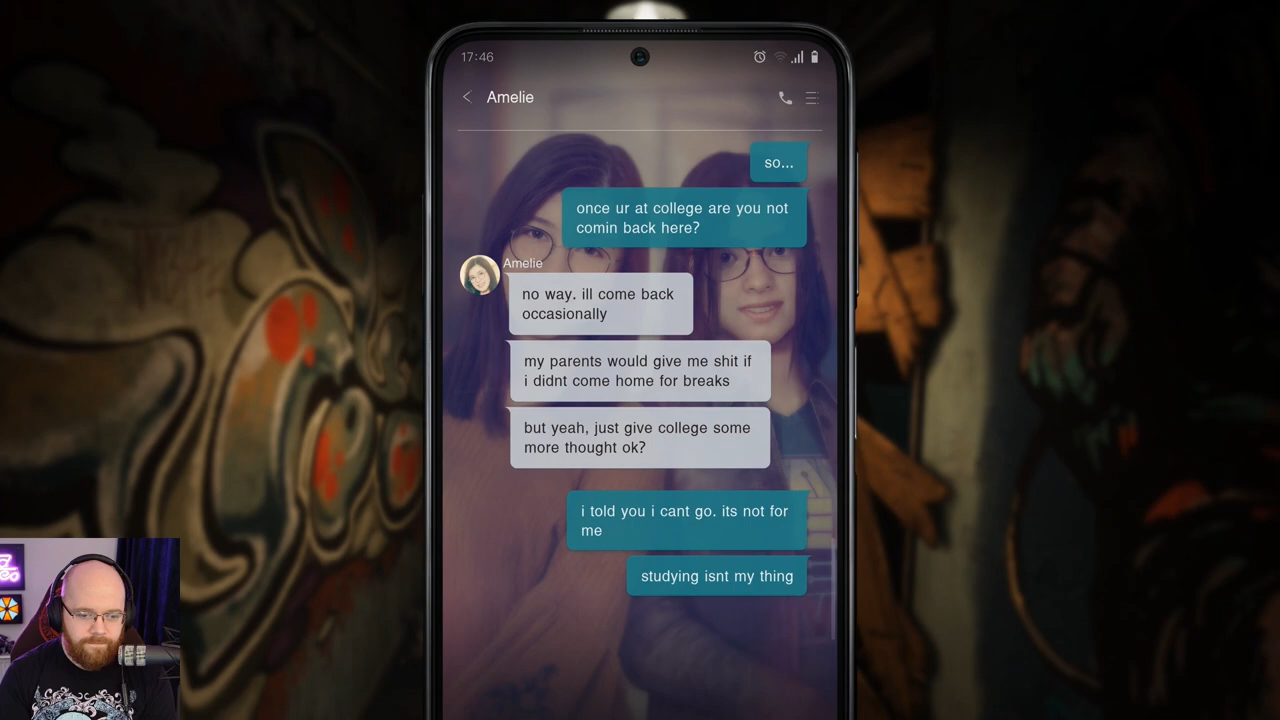 17:46
Amelie
so...
once ur at college are you not
comin back here?
Amelie
no way. ill come back
occasionally
my parents would give me shit if
i didnt come home for breaks
but yeah, just give college some
more thought ok?
i told you i cant go. its not for
me
studying isnt my thing